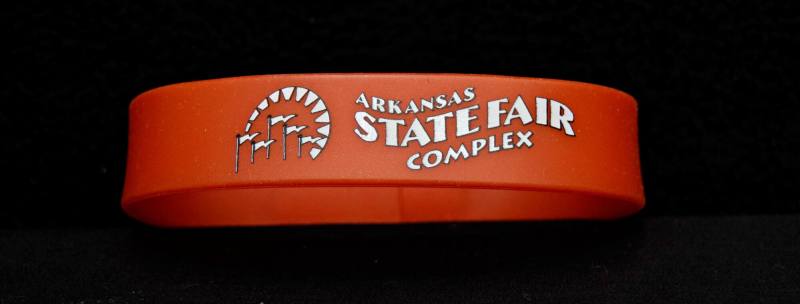 ARKANSAS
STATE FAIR
COMPLEX